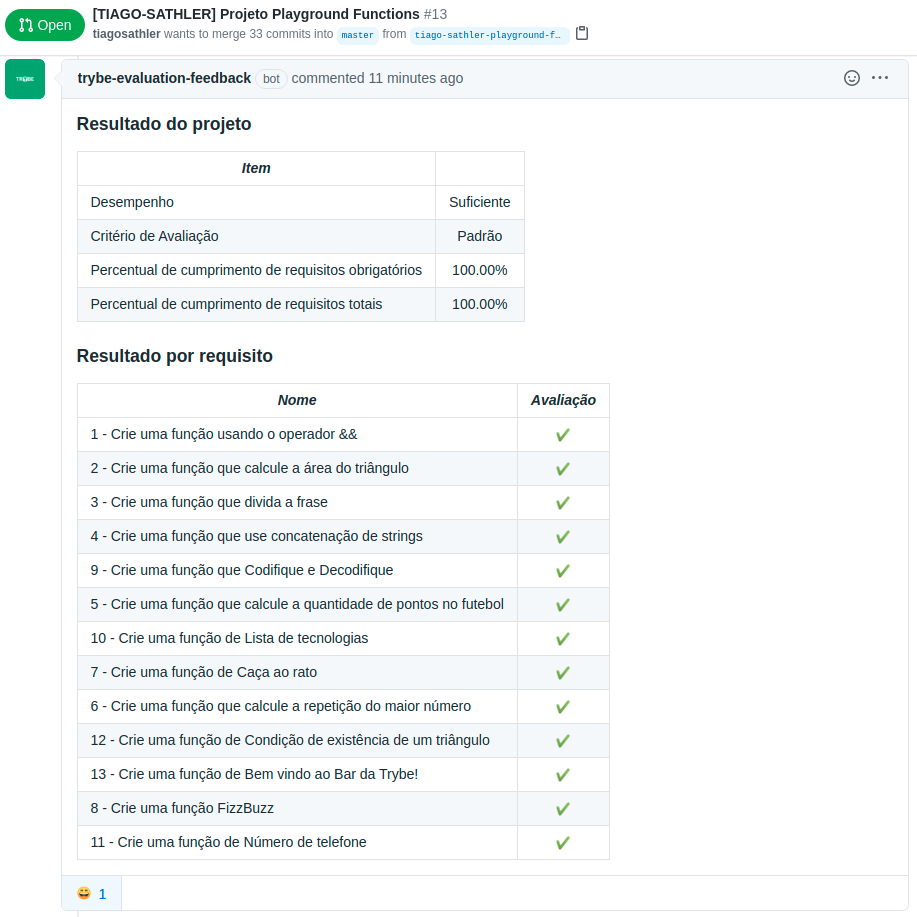 Open
[TIAGO-SATHLER] Projeto Playground Functions #13
tiagosathler wants to merge 33 commits into master from tiago-sathler-playground-f…
TRYBE
trybe-evaluation-feedback bot commented 11 minutes ago
Resultado do projeto
Item
Desempenho Suficiente
Critério de Avaliação Padrão
Percentual de cumprimento de requisitos obrigatórios 100.00%
Percentual de cumprimento de requisitos totais 100.00%
Resultado por requisito
Nome Avaliação
1 - Crie uma função usando o operador && ✔
2 - Crie uma função que calcule a área do triângulo ✔
3 - Crie uma função que divida a frase ✔
4 - Crie uma função que use concatenação de strings ✔
9 - Crie uma função que Codifique e Decodifique ✔
5 - Crie uma função que calcule a quantidade de pontos no futebol ✔
10 - Crie uma função de Lista de tecnologias ✔
7 - Crie uma função de Caça ao rato ✔
6 - Crie uma função que calcule a repetição do maior número ✔
12 - Crie uma função de Condição de existência de um triângulo ✔
13 - Crie uma função de Bem vindo ao Bar da Trybe! ✔
8 - Crie uma função FizzBuzz ✔
11 - Crie uma função de Número de telefone ✔
😄 1